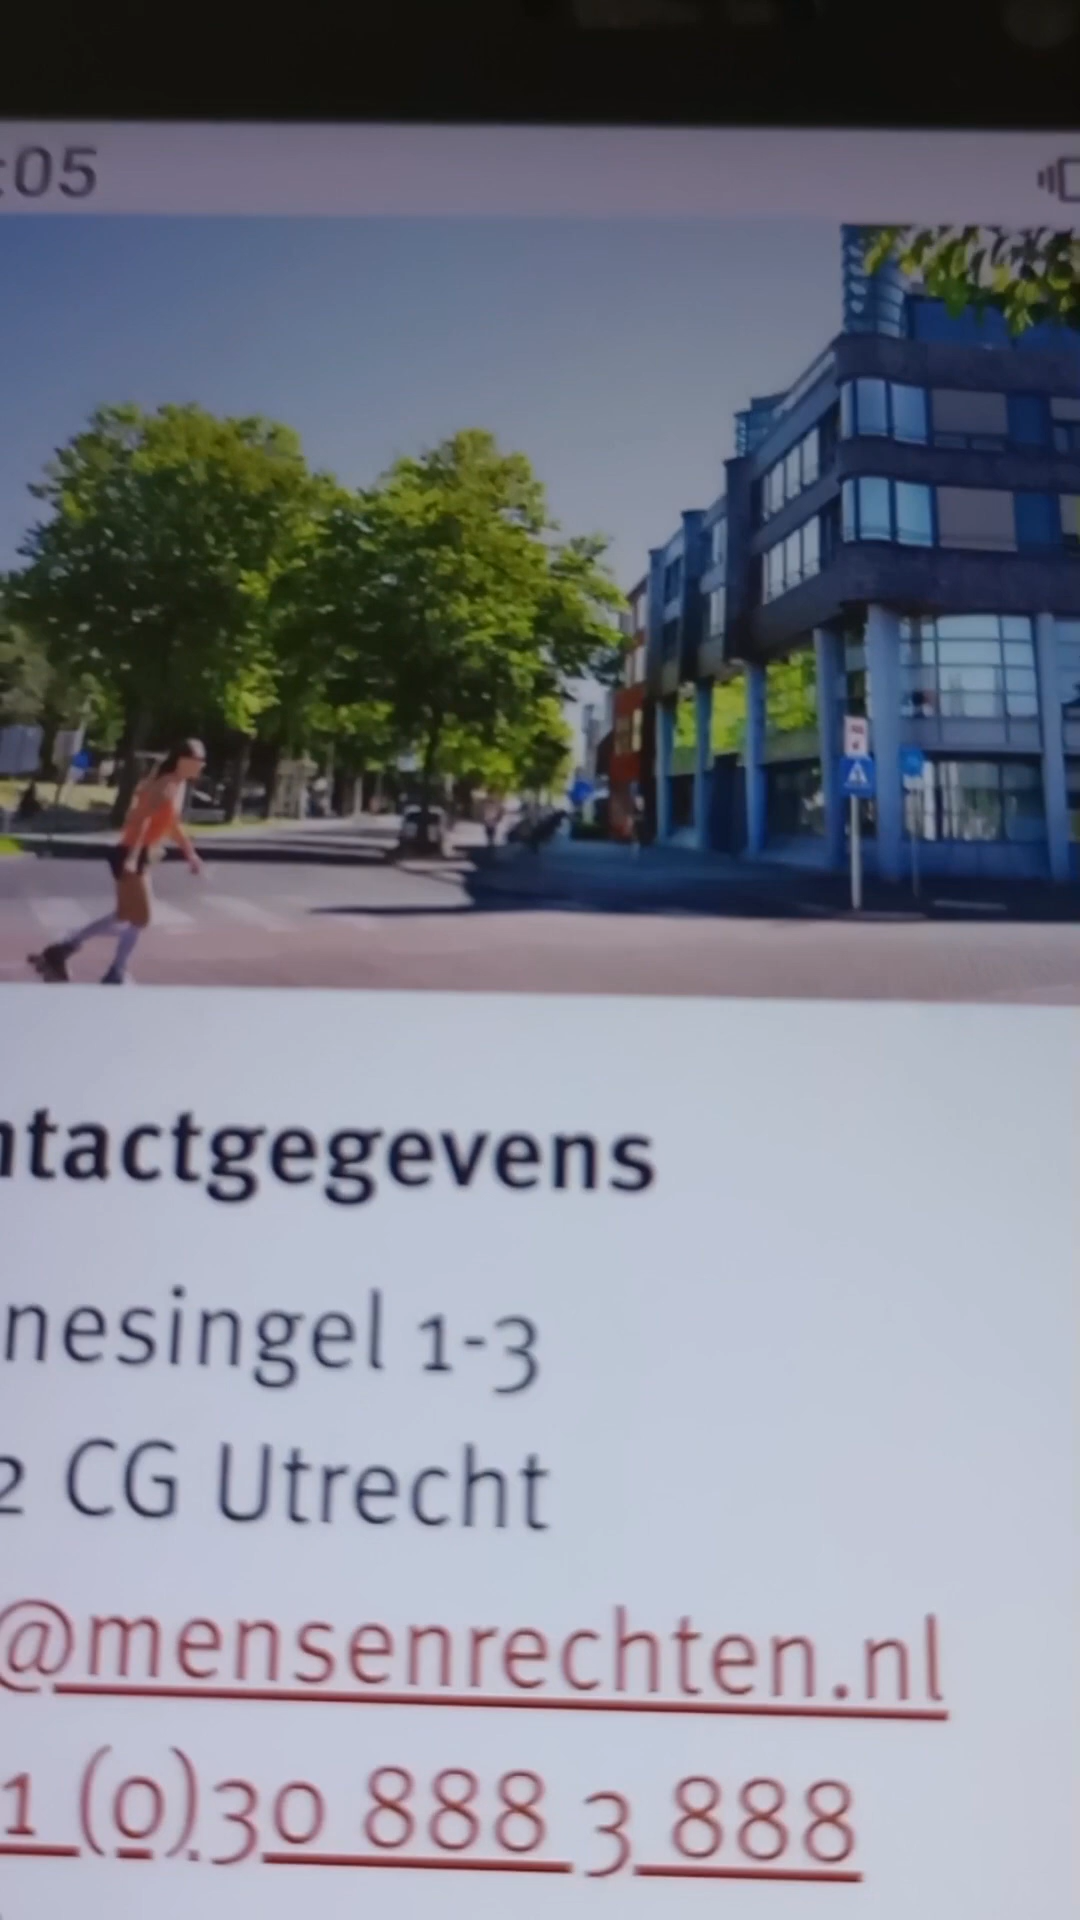 :05
ntactgegevens
nesingel 1-3
2 CG Utrecht
@mensenrechten.nl
1 (0)30 888 3 888